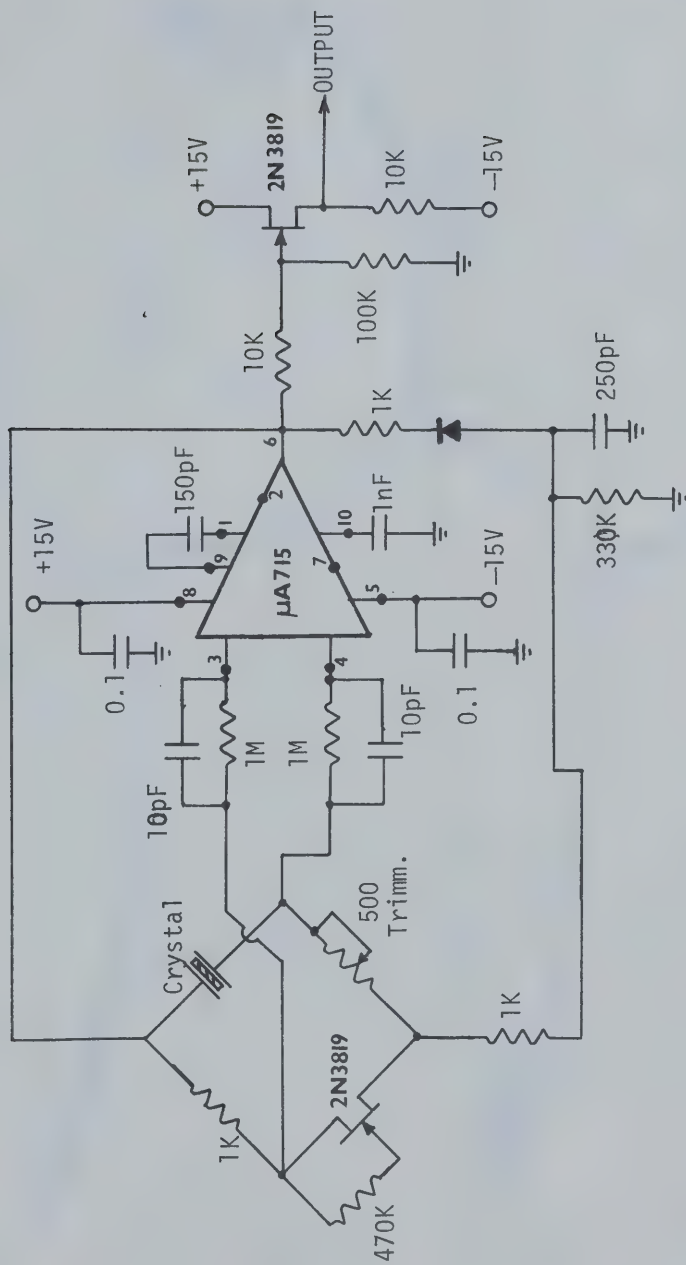 +15V
+15V
0.1
150pF
8
9
1
2
2N3819
10pF
3
1M
μA715
6
10K
OUTPUT
Crystal
1K
1M
4
10pF
5
7
10
1nF
100K
10K
-15V
1K
500
Trimm.
2N3819
470K
0.1
-15V
1K
330K
250pF